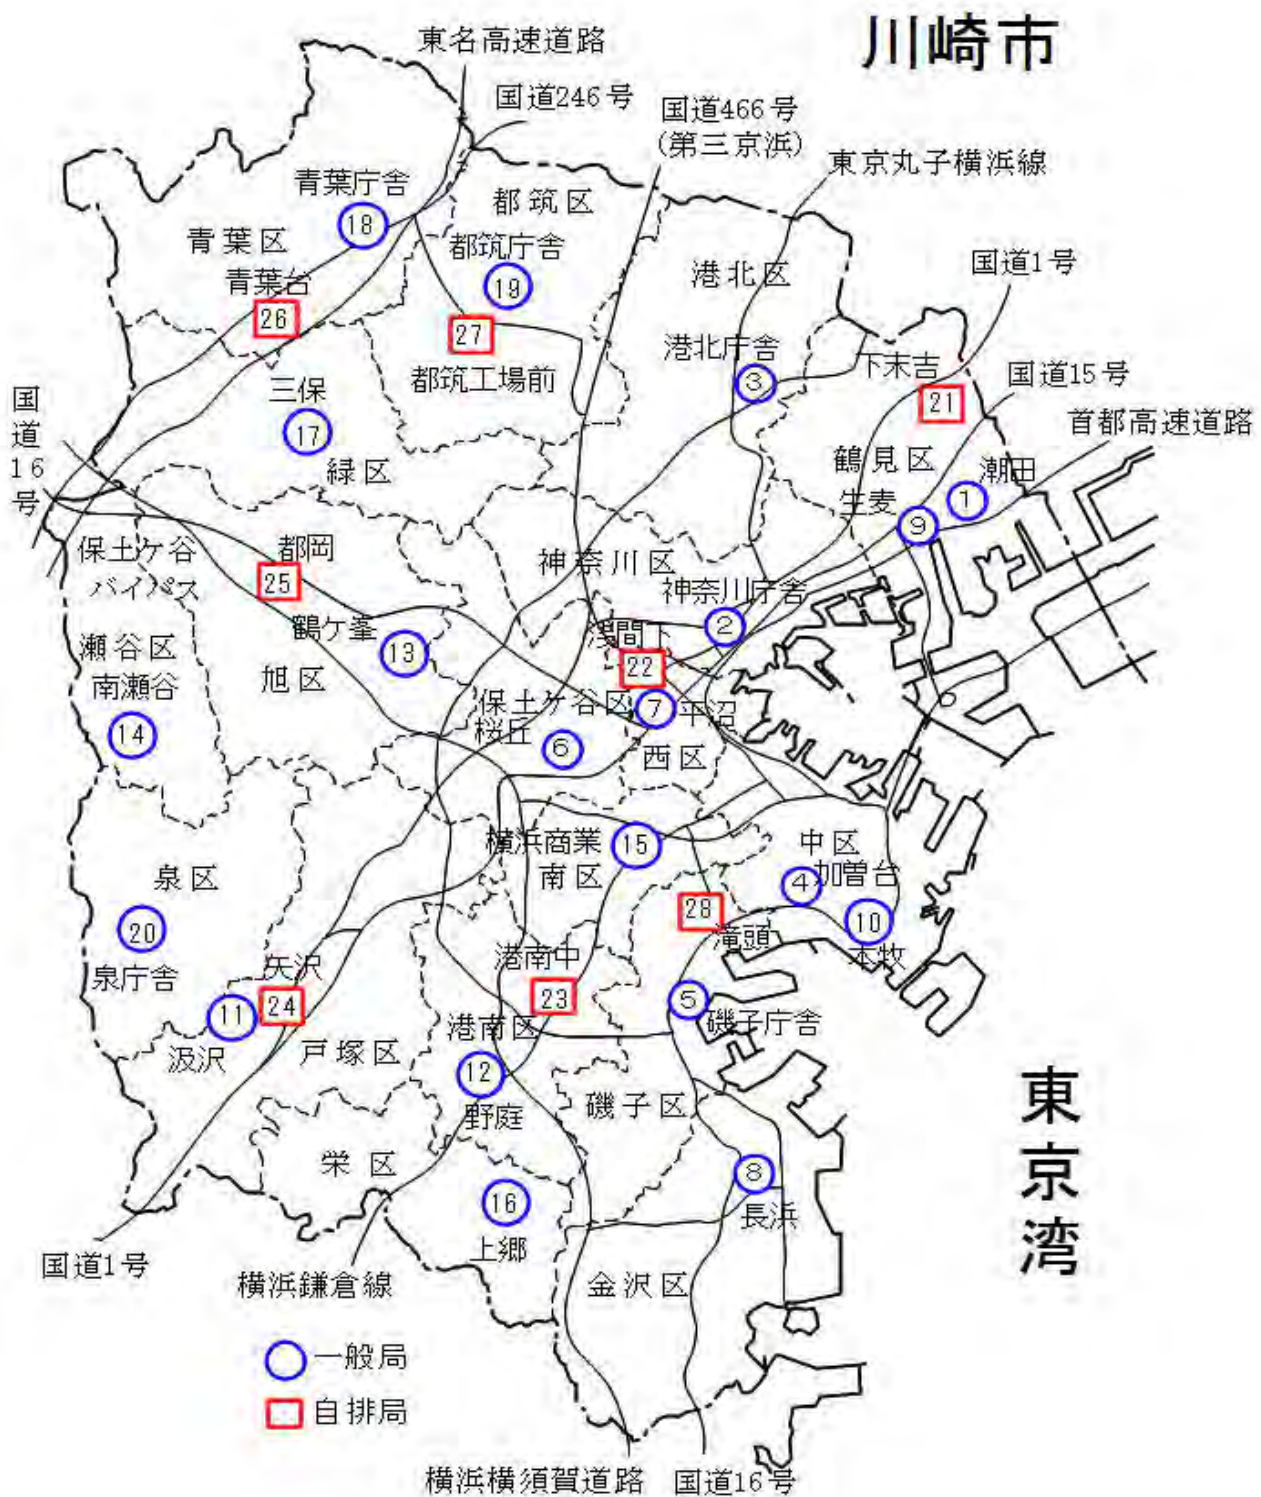 川崎市
東名高速道路
国道246号
国道466号
(第三京浜)
東京丸子横浜線
青葉庁舎
18
都筑区
青葉区
都筑庁舎
19
港北区
国道1号
青葉台
26
27
都筑工場前
港北庁舎
3
下末吉
21
国道15号
首都高速道路
三保
17
緑区
国道16号
鶴見区
潮田
1
生麦
9
保土ケ谷
バイパス
都岡
25
神奈川区
神奈川庁舎
2
鶴ケ峯
13
浅間下
22
瀬谷区
南瀬谷
14
旭区
保土ケ谷区
7
平沼
桜丘
6
西区
横浜商業
15
南区
中区
4
加曽台
10
本牧
泉区
20
泉庁舎
28
滝頭
矢沢
24
港南中
23
11
汲沢
5
磯子庁舎
戸塚区
港南区
12
野庭
磯子区
東京湾
栄区
16
上郷
8
長浜
国道1号
横浜鎌倉線
金沢区
一般局
自排局
横浜横須賀道路
国道16号